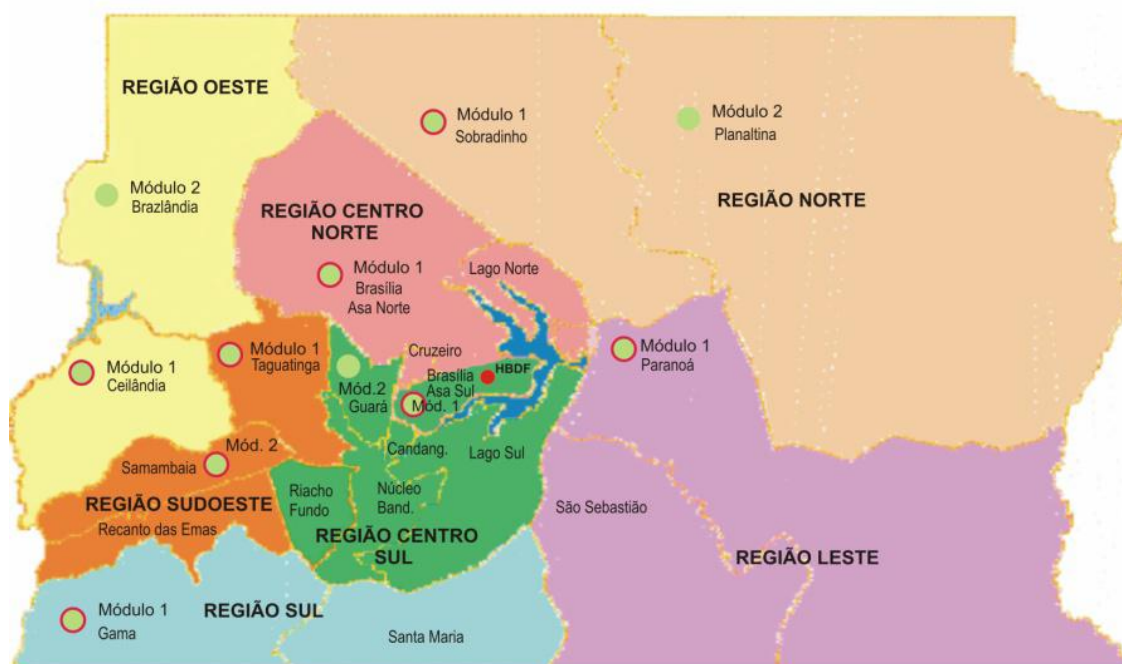 REGIÃO OESTE
Módulo 1
Sobradinho
Módulo 2
Planaltina
Módulo 2
Brazlândia
REGIÃO CENTRO
NORTE
REGIÃO NORTE
Módulo 1
Brasília
Asa Norte
Lago Norte
Módulo 1
Ceilândia
Módulo 1
Taguatinga
Mód.2
Guará
Cruzeiro
Brasília
Asa Sul
Mód. 1
HBDF
Módulo 1
Paranoá
Candang.
Lago Sul
Mód. 2
Samambaia
REGIÃO SUDOESTE
Recanto das Emas
Riacho
Fundo
Núcleo
Band.
REGIÃO CENTRO
SUL
São Sebastião
REGIÃO LESTE
Módulo 1
Gama
REGIÃO SUL
Santa Maria